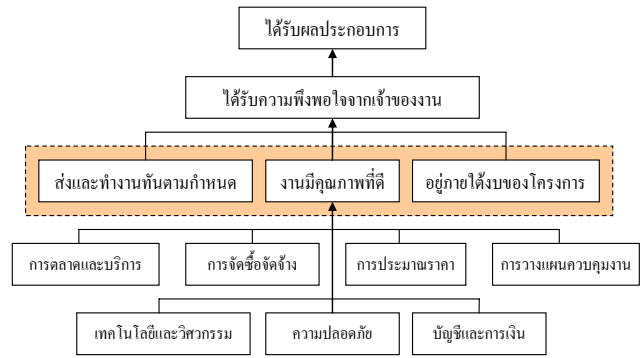 ได้รับผลประกอบการ
ได้รับความพึงพอใจจากเจ้าของงาน
ส่งและทำงานทันตามกำหนด
งานมีคุณภาพที่ดี
อยู่ภายใต้งบของโครงการ
การตลาดและบริการ
การจัดซื้อจัดจ้าง
การประมาณราคา
การวางแผนควบคุมงาน
เทคโนโลยีและวิศวกรรม
ความปลอดภัย
บัญชีและการเงิน